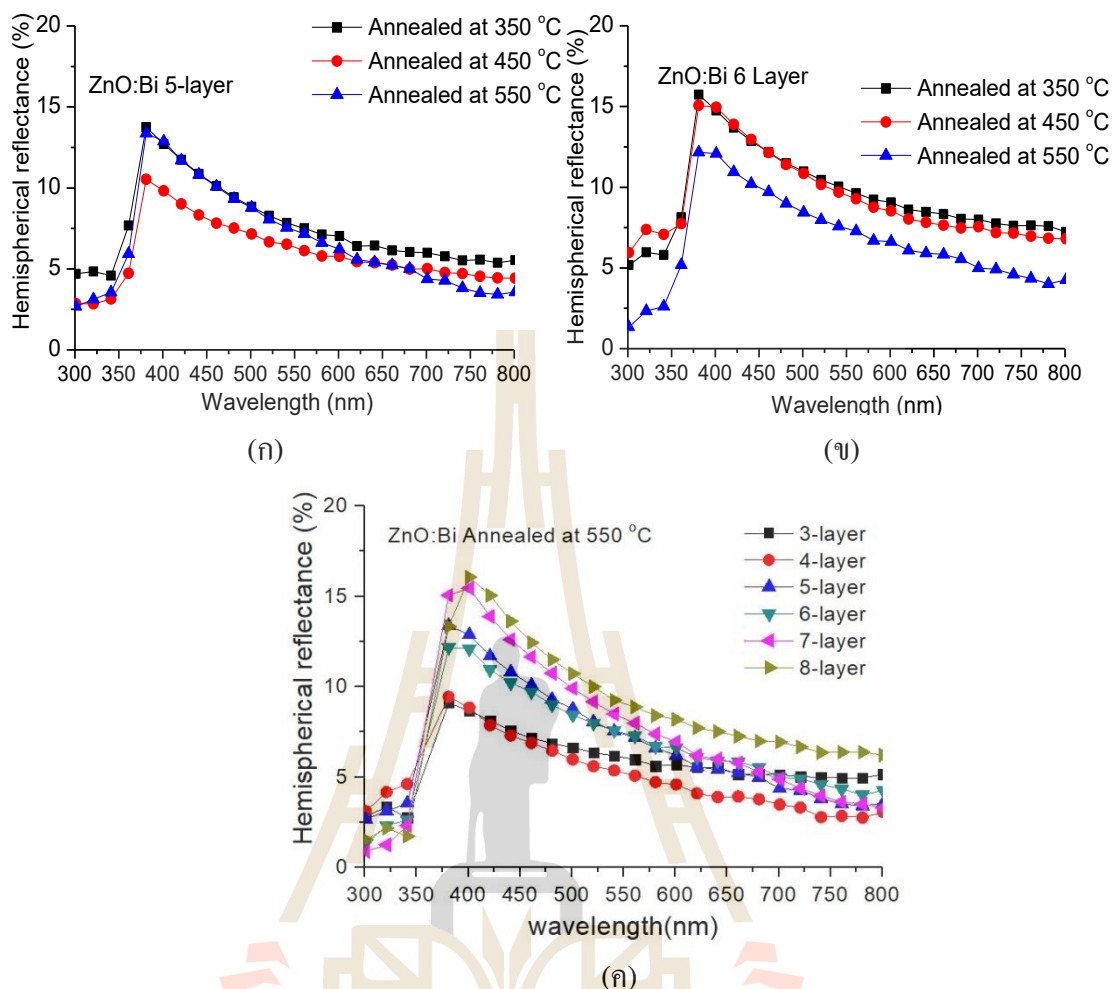 20
15
10
5
0
Hemispherical reflectance (%)
ZnO:Bi 5-layer
Annealed at 350 °C
Annealed at 450 °C
Annealed at 550 °C
300 350 400 450 500 550 600 650 700 750 800
Wavelength (nm)
(ก)
20
15
10
5
0
Hemispherical reflectance (%)
ZnO:Bi 6 Layer
Annealed at 350 °C
Annealed at 450 °C
Annealed at 550 °C
300 350 400 450 500 550 600 650 700 750 800
Wavelength (nm)
(ข)
20
15
10
5
0
Hemispherical reflectance (%)
ZnO:Bi Annealed at 550 °C
3-layer
4-layer
5-layer
6-layer
7-layer
8-layer
300 350 400 450 500 550 600 650 700 750 800
wavelength(nm)
(ค)